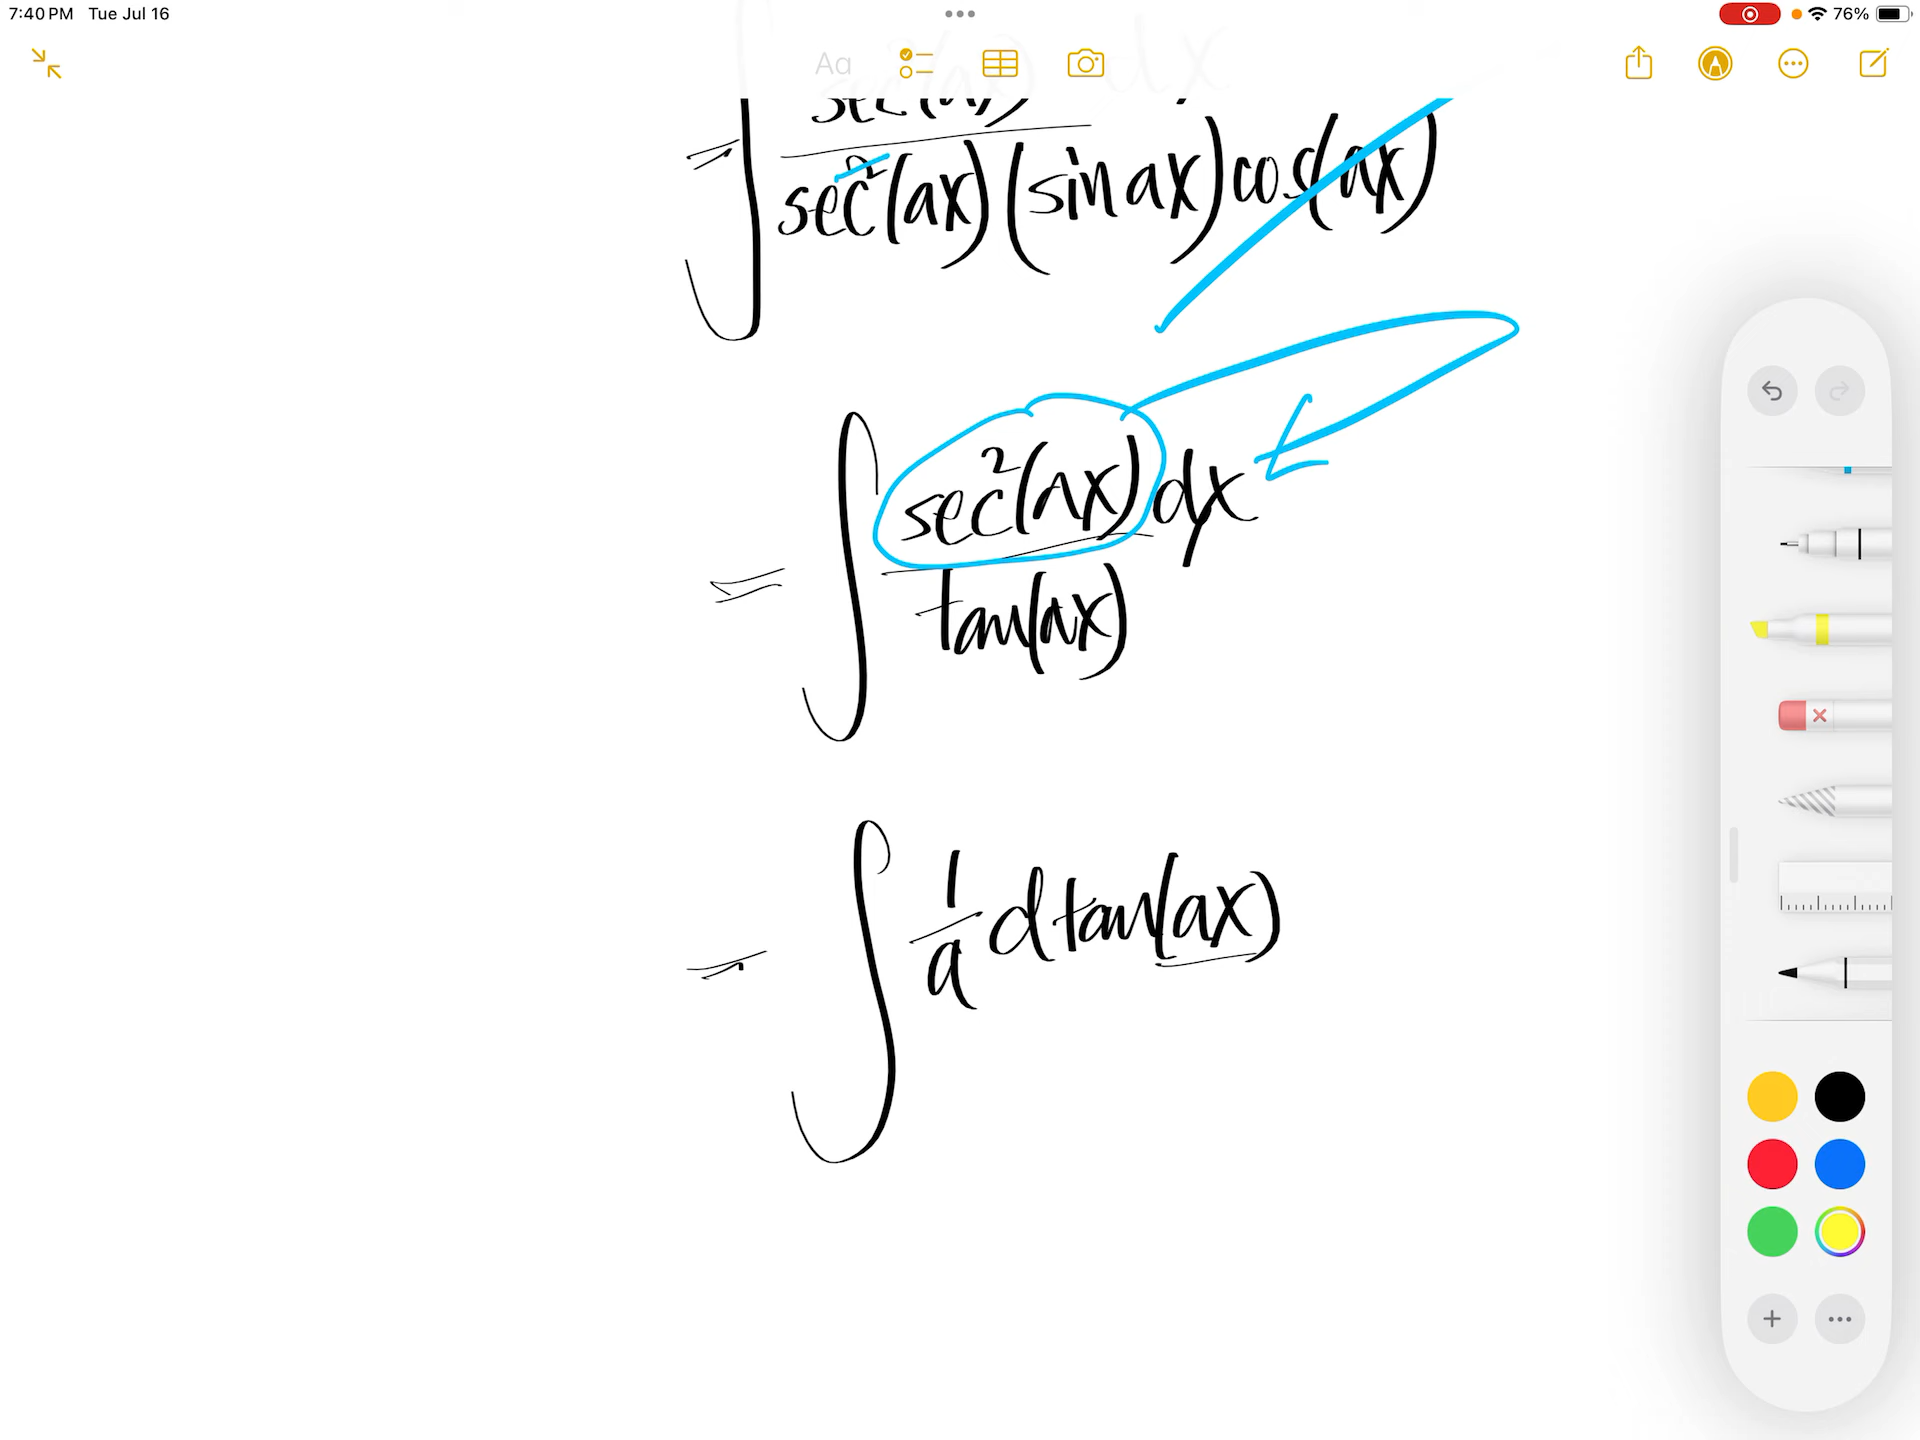 7:40 PM Tue Jul 16 76%
Aa
dx
= ∫ sec²(ax)(sin ax)cos(ax)
= ∫ sec²(ax) dx
tan(ax)
= ∫ 1/a d tan(ax)